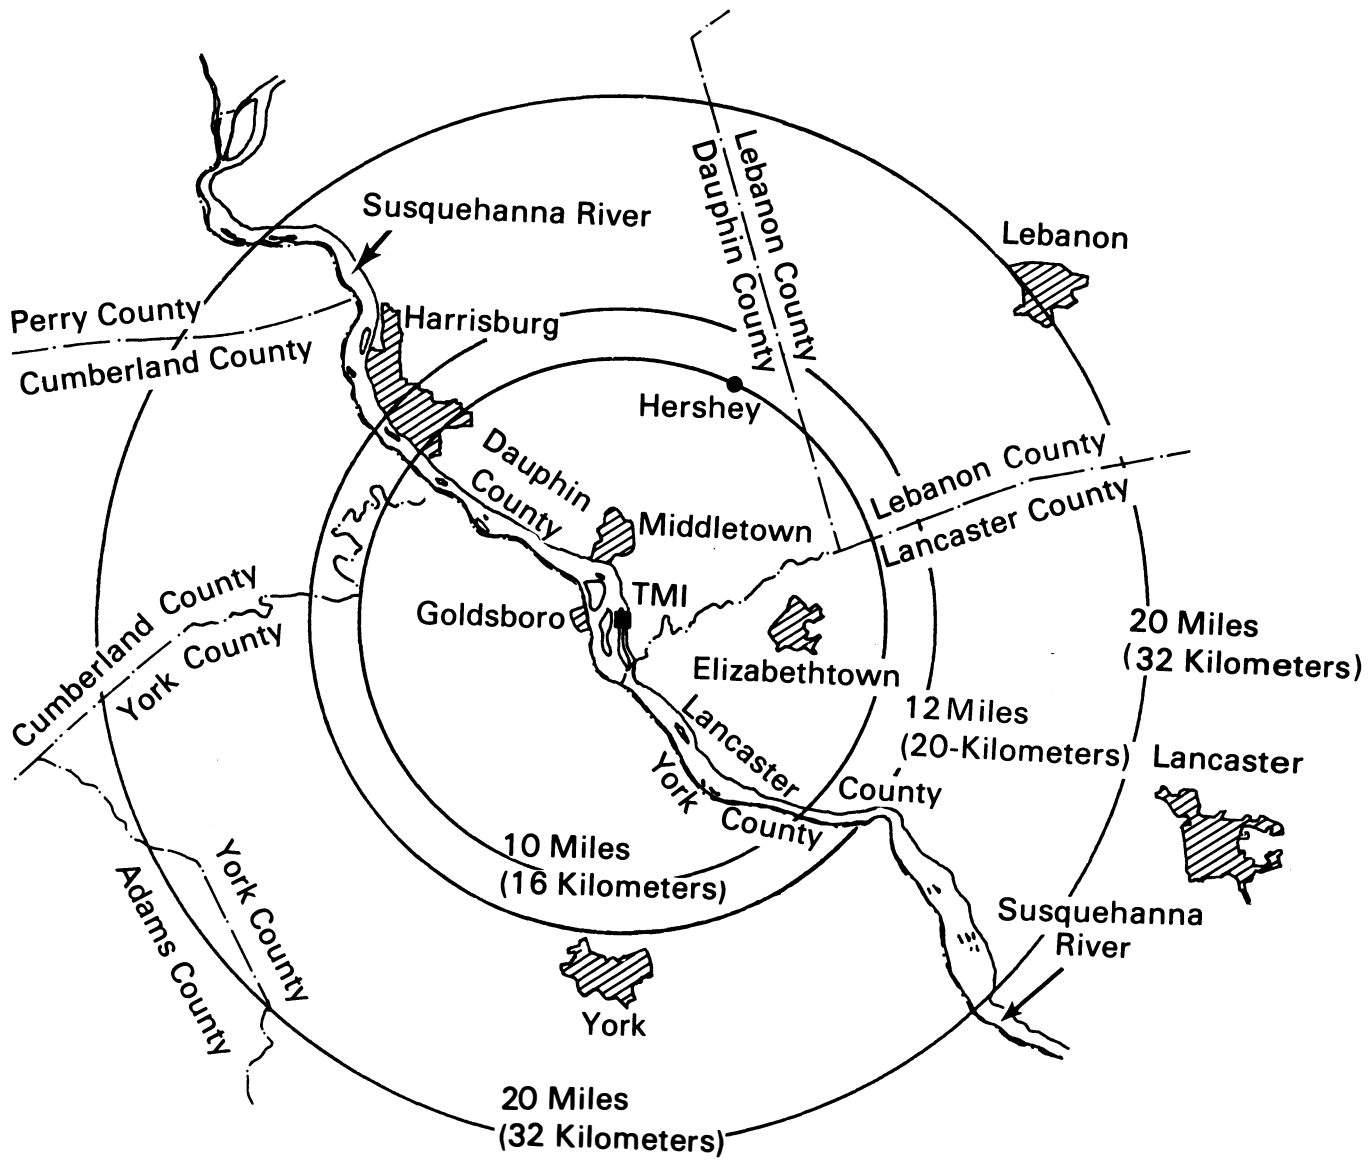 Susquehanna River
Lebanon County
Dauphin County
Lebanon
Perry County
Cumberland County
Harrisburg
Hershey
Dauphin
County
Lebanon County
Lancaster County
Middletown
TMI
Goldsboro
Elizabethtown
Cumberland County
York County
20 Miles
(32 Kilometers)
12 Miles
(20-Kilometers)
Lancaster
Lancaster County
York County
10 Miles
(16 Kilometers)
York County
Adams County
Susquehanna
River
York
20 Miles
(32 Kilometers)